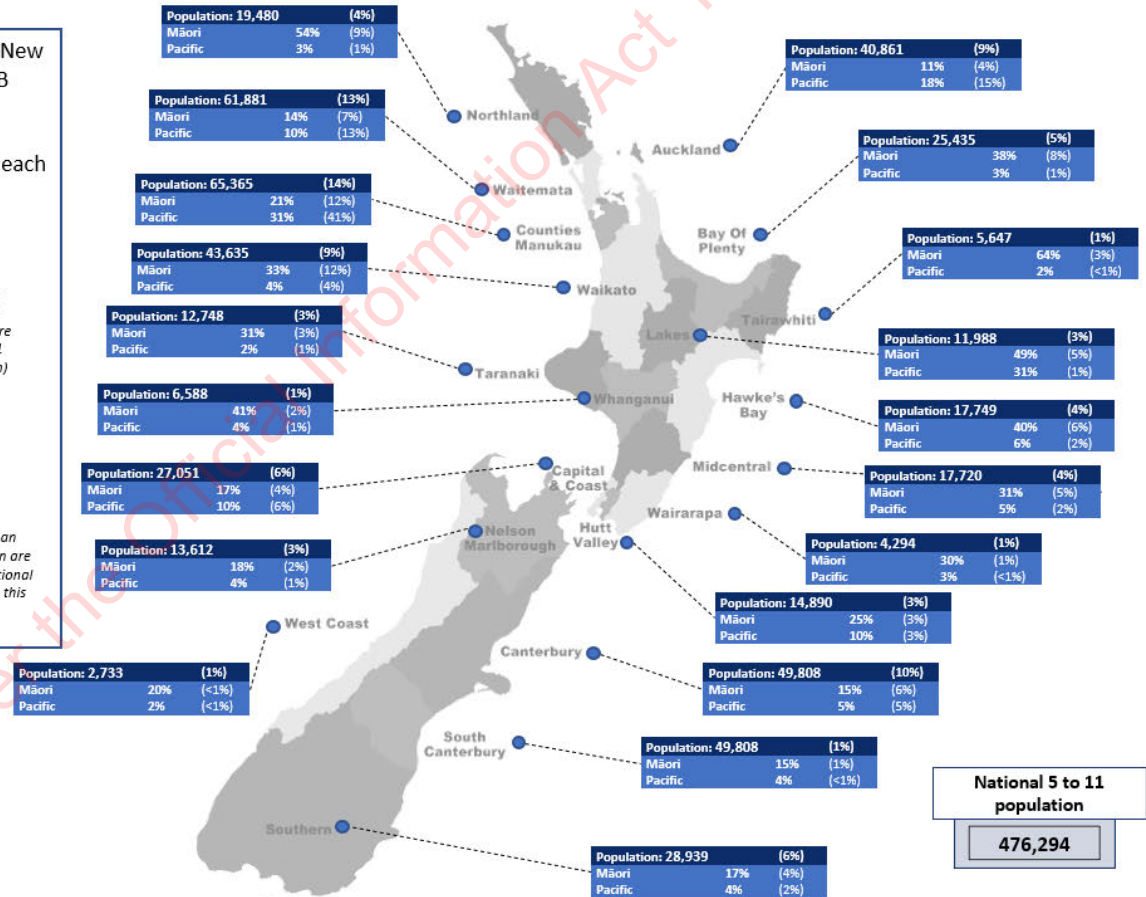 New
B
each
re
l
n)
an
n are
tional
this
er the Official Information Act 1
Population: 19,480 (4%)
Māori 54% (9%)
Pacific 3% (1%)
Population: 40,861 (9%)
Māori 11% (4%)
Pacific 18% (15%)
Population: 61,881 (13%)
Māori 14% (7%)
Pacific 10% (13%)
Northland
Auckland
Population: 25,435 (5%)
Māori 38% (8%)
Pacific 3% (1%)
Population: 65,365 (14%)
Māori 21% (12%)
Pacific 31% (41%)
Waitemata
Counties
Manukau
Bay Of
Plenty
Population: 5,647 (1%)
Māori 64% (3%)
Pacific 2% (<1%)
Population: 43,635 (9%)
Māori 33% (12%)
Pacific 4% (4%)
Waikato
Tairawhiti
Population: 12,748 (3%)
Māori 31% (3%)
Pacific 2% (1%)
Lakes
Population: 11,988 (3%)
Māori 49% (5%)
Pacific 31% (1%)
Taranaki
Population: 6,588 (1%)
Māori 41% (2%)
Pacific 4% (1%)
Whanganui
Hawke's
Bay
Population: 17,749 (4%)
Māori 40% (6%)
Pacific 6% (2%)
Population: 27,051 (6%)
Māori 17% (4%)
Pacific 10% (6%)
Capital
& Coast
Midcentral
Population: 17,720 (4%)
Māori 31% (5%)
Pacific 5% (2%)
Wairarapa
Nelson
Marlborough
Hutt
Valley
Population: 13,612 (3%)
Māori 18% (2%)
Pacific 4% (1%)
Population: 4,294 (1%)
Māori 30% (1%)
Pacific 3% (<1%)
Population: 14,890 (3%)
Māori 25% (3%)
Pacific 10% (3%)
West Coast
Canterbury
Population: 2,733 (1%)
Māori 20% (<1%)
Pacific 2% (<1%)
Population: 49,808 (10%)
Māori 15% (6%)
Pacific 5% (5%)
South
Canterbury
Population: 49,808 (1%)
Māori 15% (1%)
Pacific 4% (<1%)
National 5 to 11
population
476,294
Southern
Population: 28,939 (6%)
Māori 17% (4%)
Pacific 4% (2%)